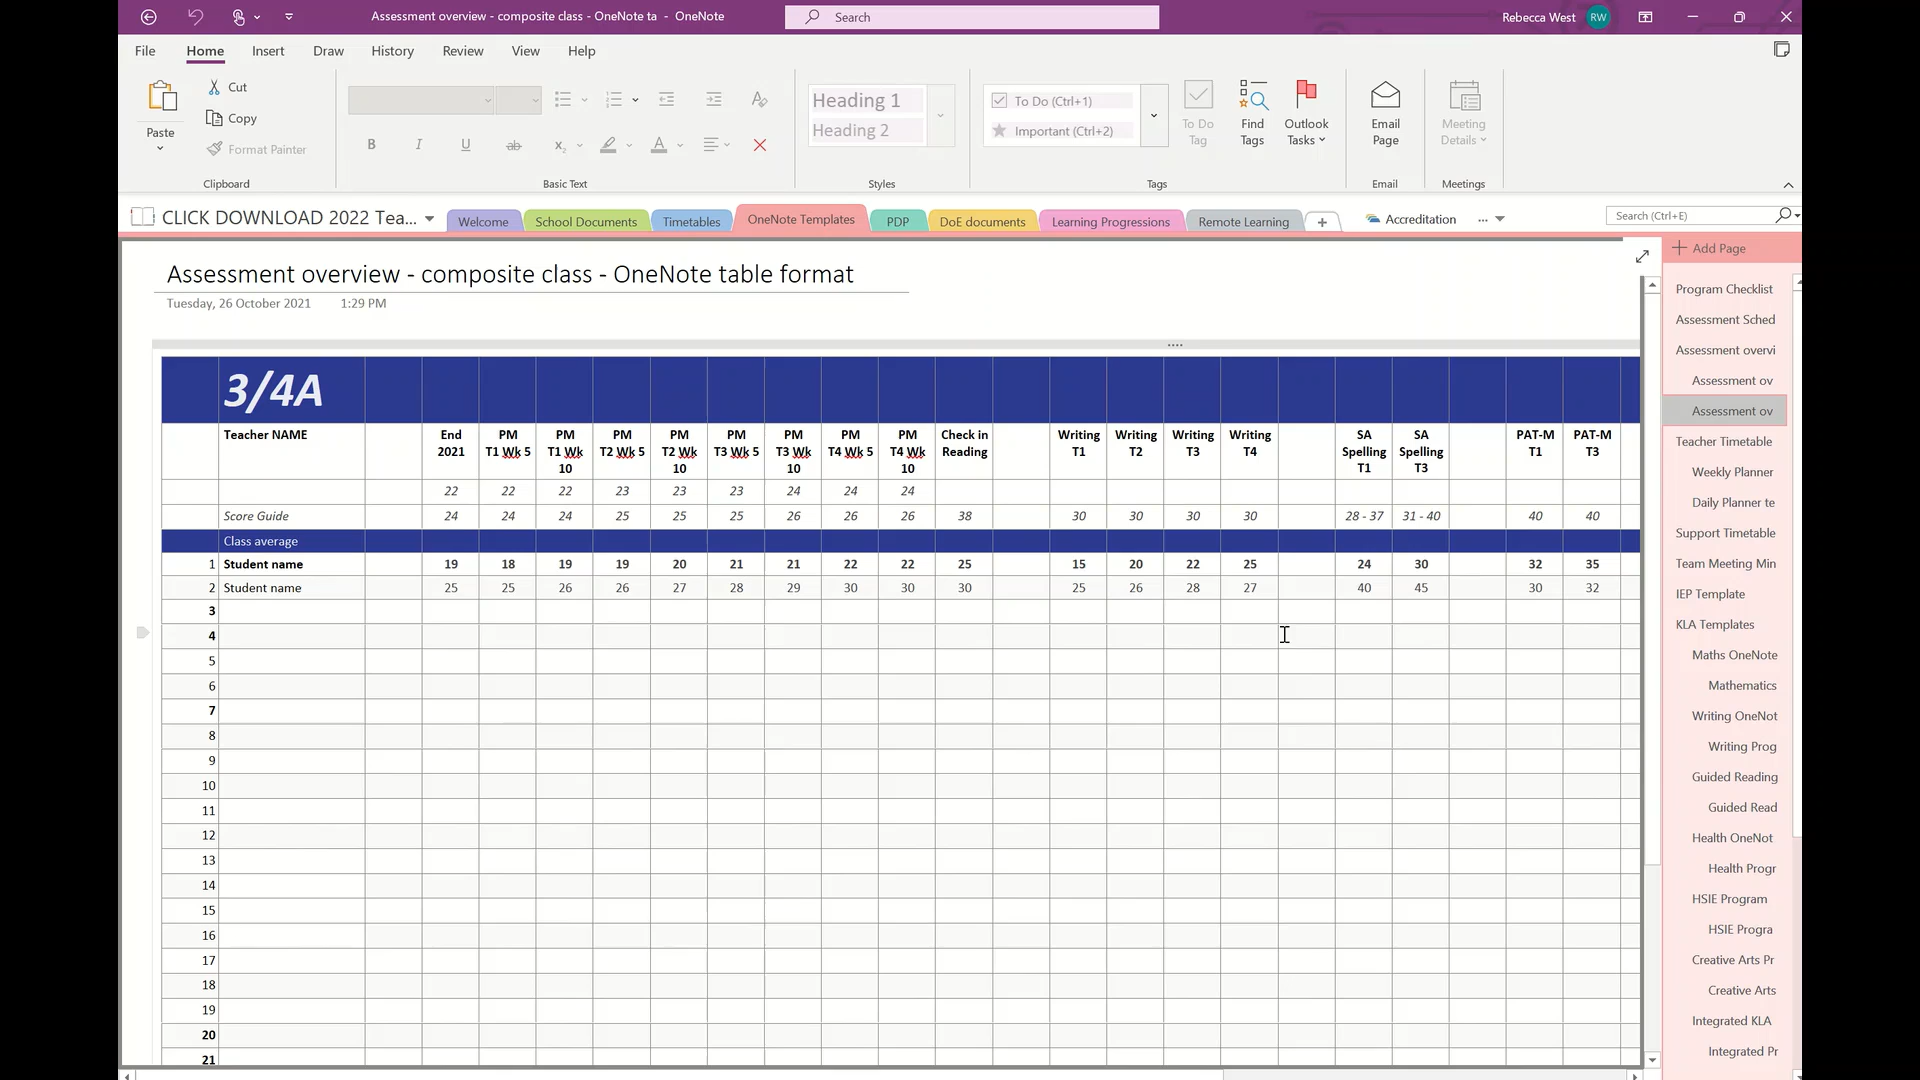 Assessment overview - composite class - OneNote ta - OneNote
Search
Rebecca West RW
File Home Insert Draw History Review View Help
Paste
Cut
Copy
Format Painter
Clipboard
B I U ab x₂ A
Basic Text
Heading 1
Heading 2
Styles
To Do (Ctrl+1)
Important (Ctrl+2)
To Do Tag
Find Tags
Outlook Tasks
Tags
Email Page
Email
Meeting Details
Meetings
CLICK DOWNLOAD 2022 Tea...
Welcome School Documents Timetables OneNote Templates PDP DoE documents Learning Progressions Remote Learning + Accreditation ...
Search (Ctrl+E)
Assessment overview - composite class - OneNote table format
Tuesday, 26 October 2021 1:29 PM
3/4A
Teacher NAME End 2021 PM T1 Wk 5 PM T1 Wk 10 PM T2 Wk 5 PM T2 Wk 10 PM T3 Wk 5 PM T3 Wk 10 PM T4 Wk 5 PM T4 Wk 10 Check in Reading Writing T1 Writing T2 Writing T3 Writing T4 SA Spelling T1 SA Spelling T3 PAT-M T1 PAT-M T3
22 22 22 23 23 23 24 24 24
Score Guide 24 24 24 25 25 25 26 26 26 38 30 30 30 30 28 - 37 31 - 40 40 40
Class average
1 Student name 19 18 19 19 20 21 21 22 22 25 15 20 22 25 24 30 32 35
2 Student name 25 25 26 26 27 28 29 30 30 30 25 26 28 27 40 45 30 32
3
4
5
6
7
8
9
10
11
12
13
14
15
16
17
18
19
20
21
Add Page
Program Checklist
Assessment Sched
Assessment overvi
Assessment ov
Assessment ov
Teacher Timetable
Weekly Planner
Daily Planner te
Support Timetable
Team Meeting Min
IEP Template
KLA Templates
Maths OneNote
Mathematics
Writing OneNot
Writing Prog
Guided Reading
Guided Read
Health OneNot
Health Progr
HSIE Program
HSIE Progra
Creative Arts Pr
Creative Arts
Integrated KLA
Integrated Pr